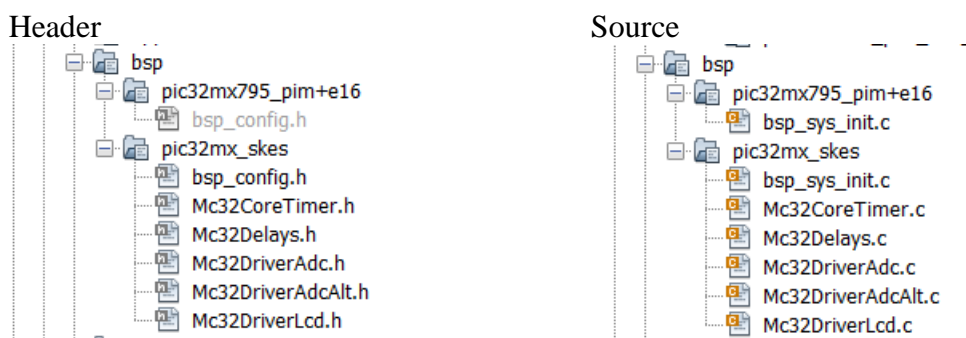 Header
bsp
pic32mx795_pim+e16
bsp_config.h
pic32mx_skes
bsp_config.h
Mc32CoreTimer.h
Mc32Delays.h
Mc32DriverAdc.h
Mc32DriverAdcAlt.h
Mc32DriverLcd.h
Source
bsp
pic32mx795_pim+e16
bsp_sys_init.c
pic32mx_skes
bsp_sys_init.c
Mc32CoreTimer.c
Mc32Delays.c
Mc32DriverAdc.c
Mc32DriverAdcAlt.c
Mc32DriverLcd.c